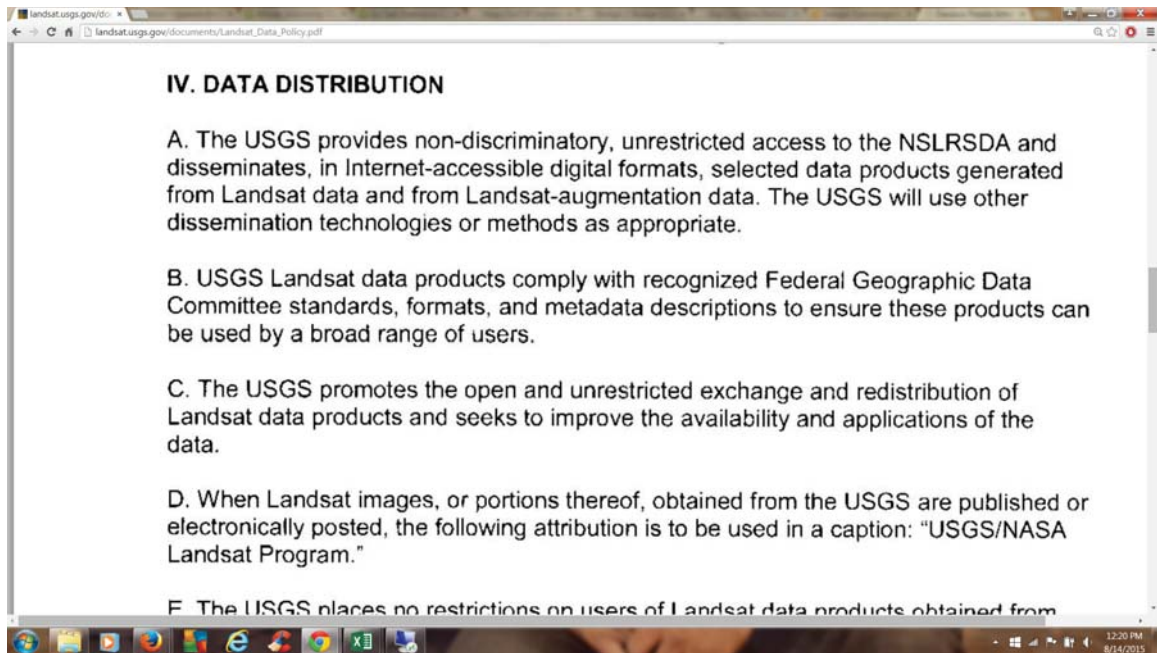 landsat.usgs.gov/do
landsat.usgs.gov/documents/Landsat_Data_Policy.pdf
IV. DATA DISTRIBUTION
A. The USGS provides non-discriminatory, unrestricted access to the NSLRSDA and
disseminates, in Internet-accessible digital formats, selected data products generated
from Landsat data and from Landsat-augmentation data. The USGS will use other
dissemination technologies or methods as appropriate.
B. USGS Landsat data products comply with recognized Federal Geographic Data
Committee standards, formats, and metadata descriptions to ensure these products can
be used by a broad range of users.
C. The USGS promotes the open and unrestricted exchange and redistribution of
Landsat data products and seeks to improve the availability and applications of the
data.
D. When Landsat images, or portions thereof, obtained from the USGS are published or
electronically posted, the following attribution is to be used in a caption: “USGS/NASA
Landsat Program.”
E. The USGS places no restrictions on users of Landsat data products obtained from
12:20 PM
8/14/2015